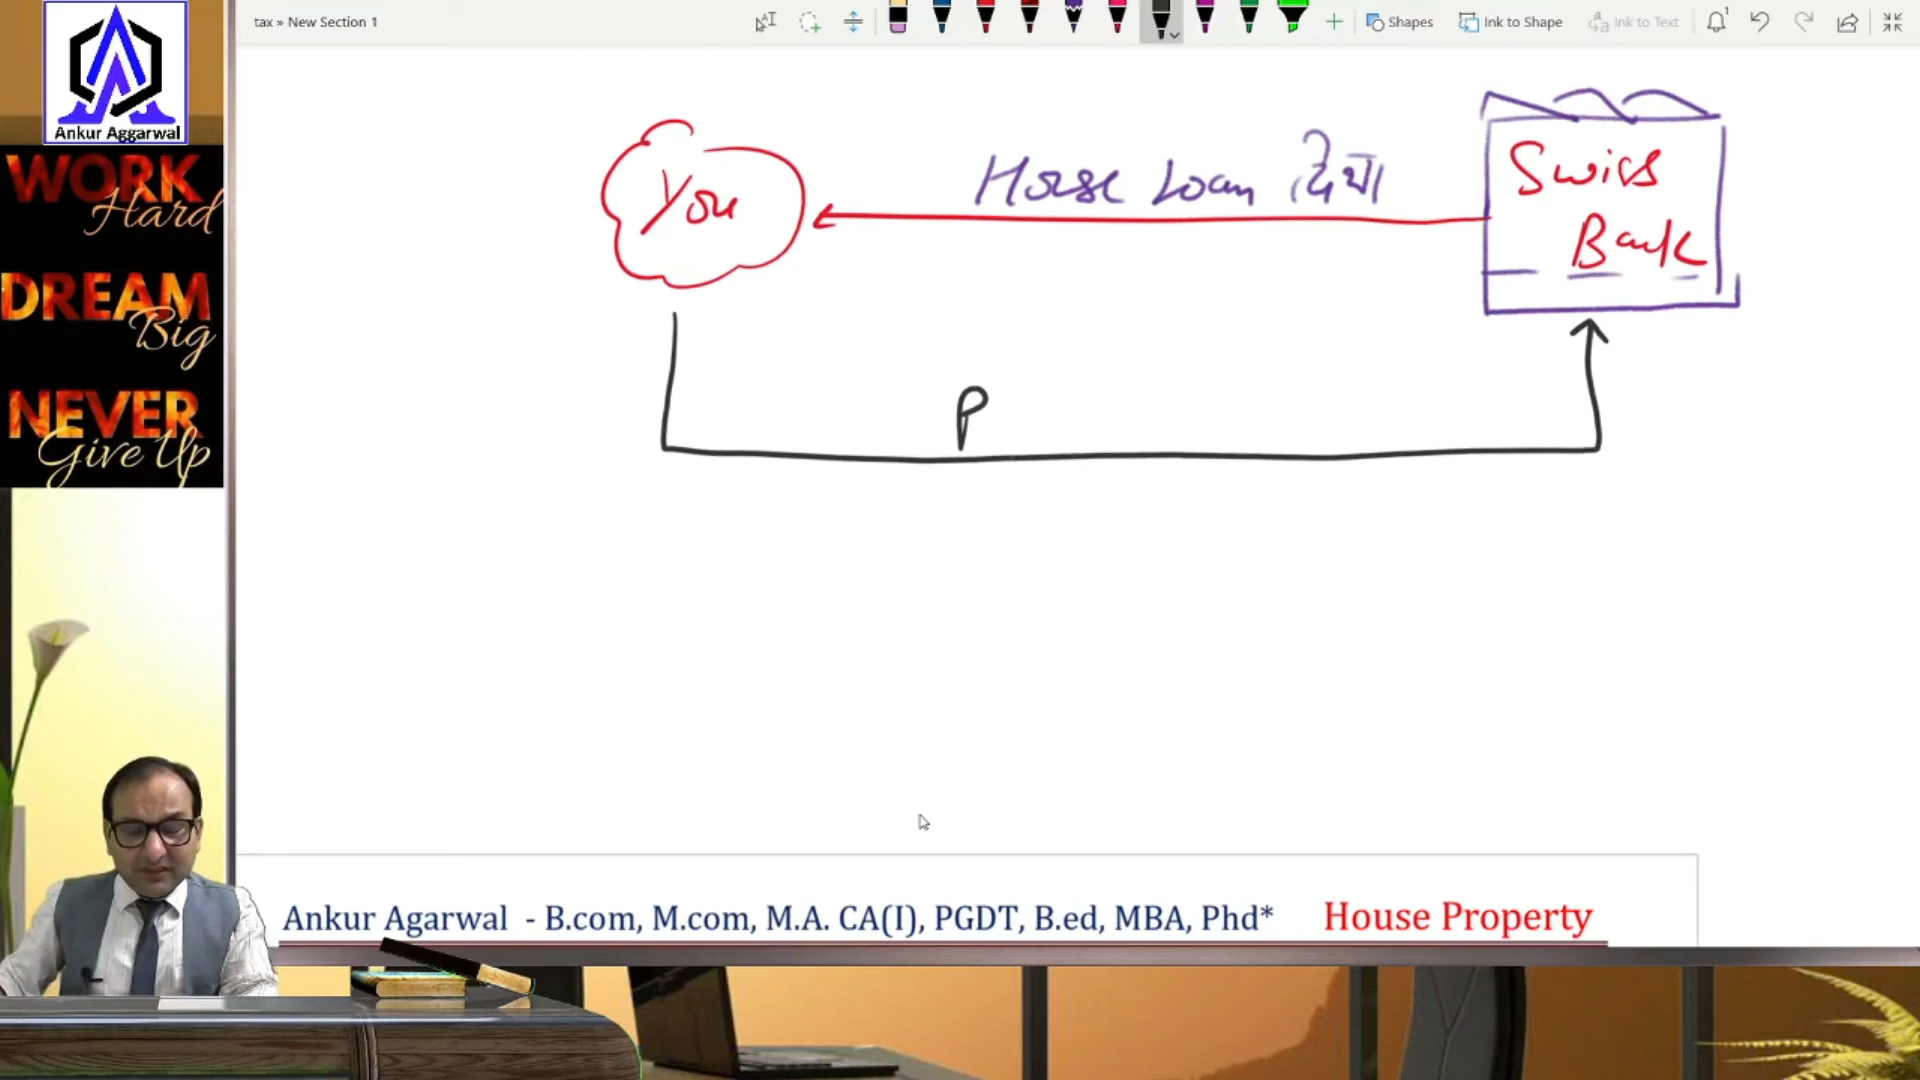 tax » New Section 1
Shapes
Ink to Shape
Ink to Text
1
Ankur Aggarwal
WORK
Hard
DREAM
Big
NEVER
Give Up
You
House Loan दिया
Swiss
Bank
P
Ankur Agarwal - B.com, M.com, M.A. CA(I), PGDT, B.ed, MBA, Phd*
House Property